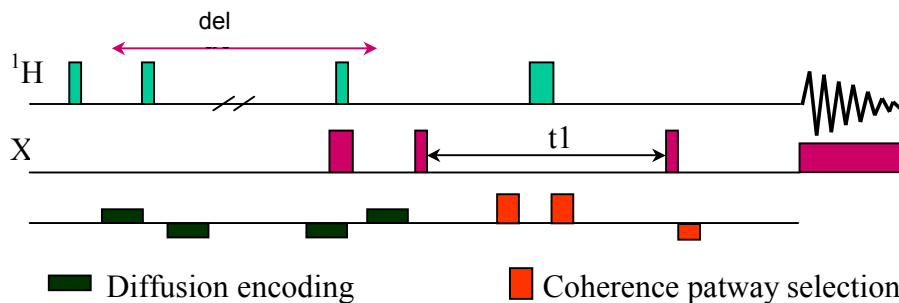 del
¹H
X
t1
Diffusion encoding
Coherence patway selection